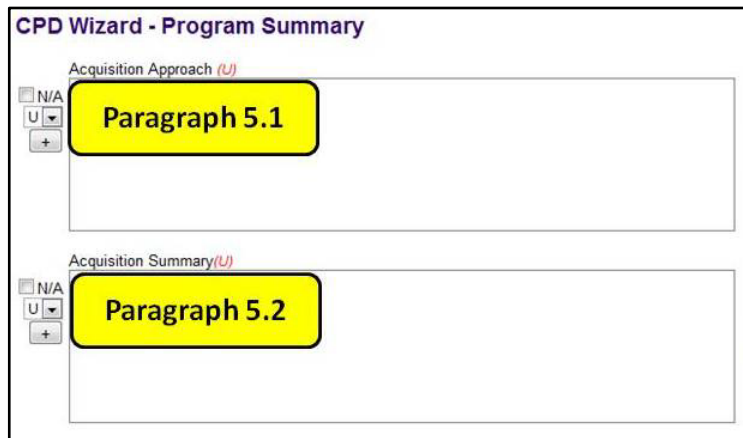 CPD Wizard - Program Summary
Acquisition Approach (U)
N/A
U
+
Paragraph 5.1
Acquisition Summary(U)
N/A
U
+
Paragraph 5.2